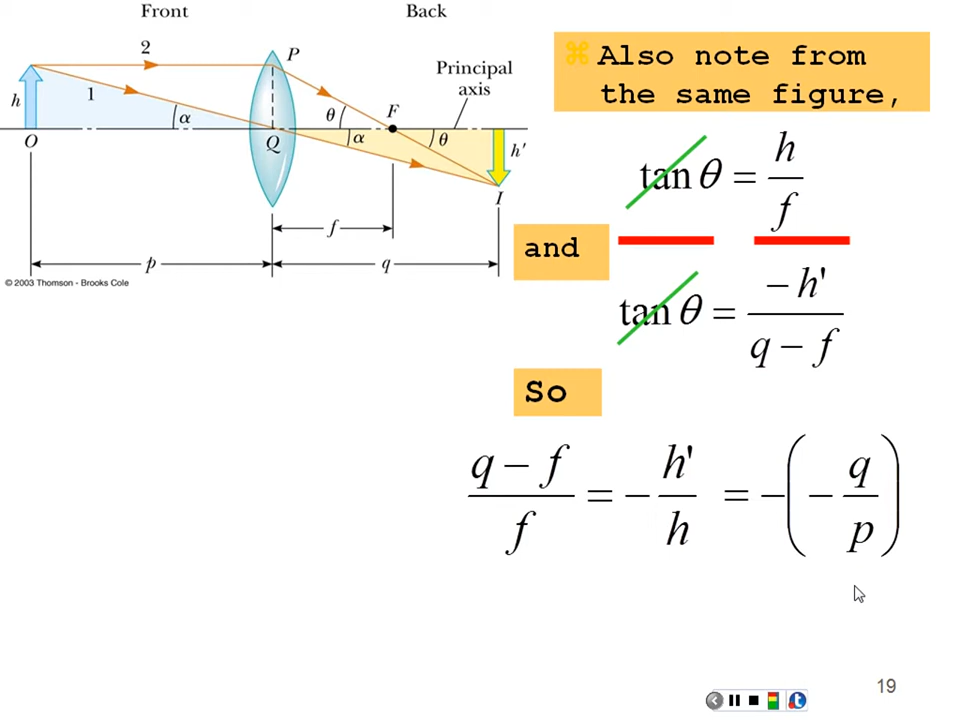 Front
Back
2
P
Principal
axis
h
1
α
θ
F
O
Q
α
θ
h'
I
f
p
q
© 2003 Thomson - Brooks Cole
⌘ Also note from
the same figure,
tan θ = h / f
and
tan θ = − h' / q − f
So
q − f / f = − h' / h = − ( − q / p )
19